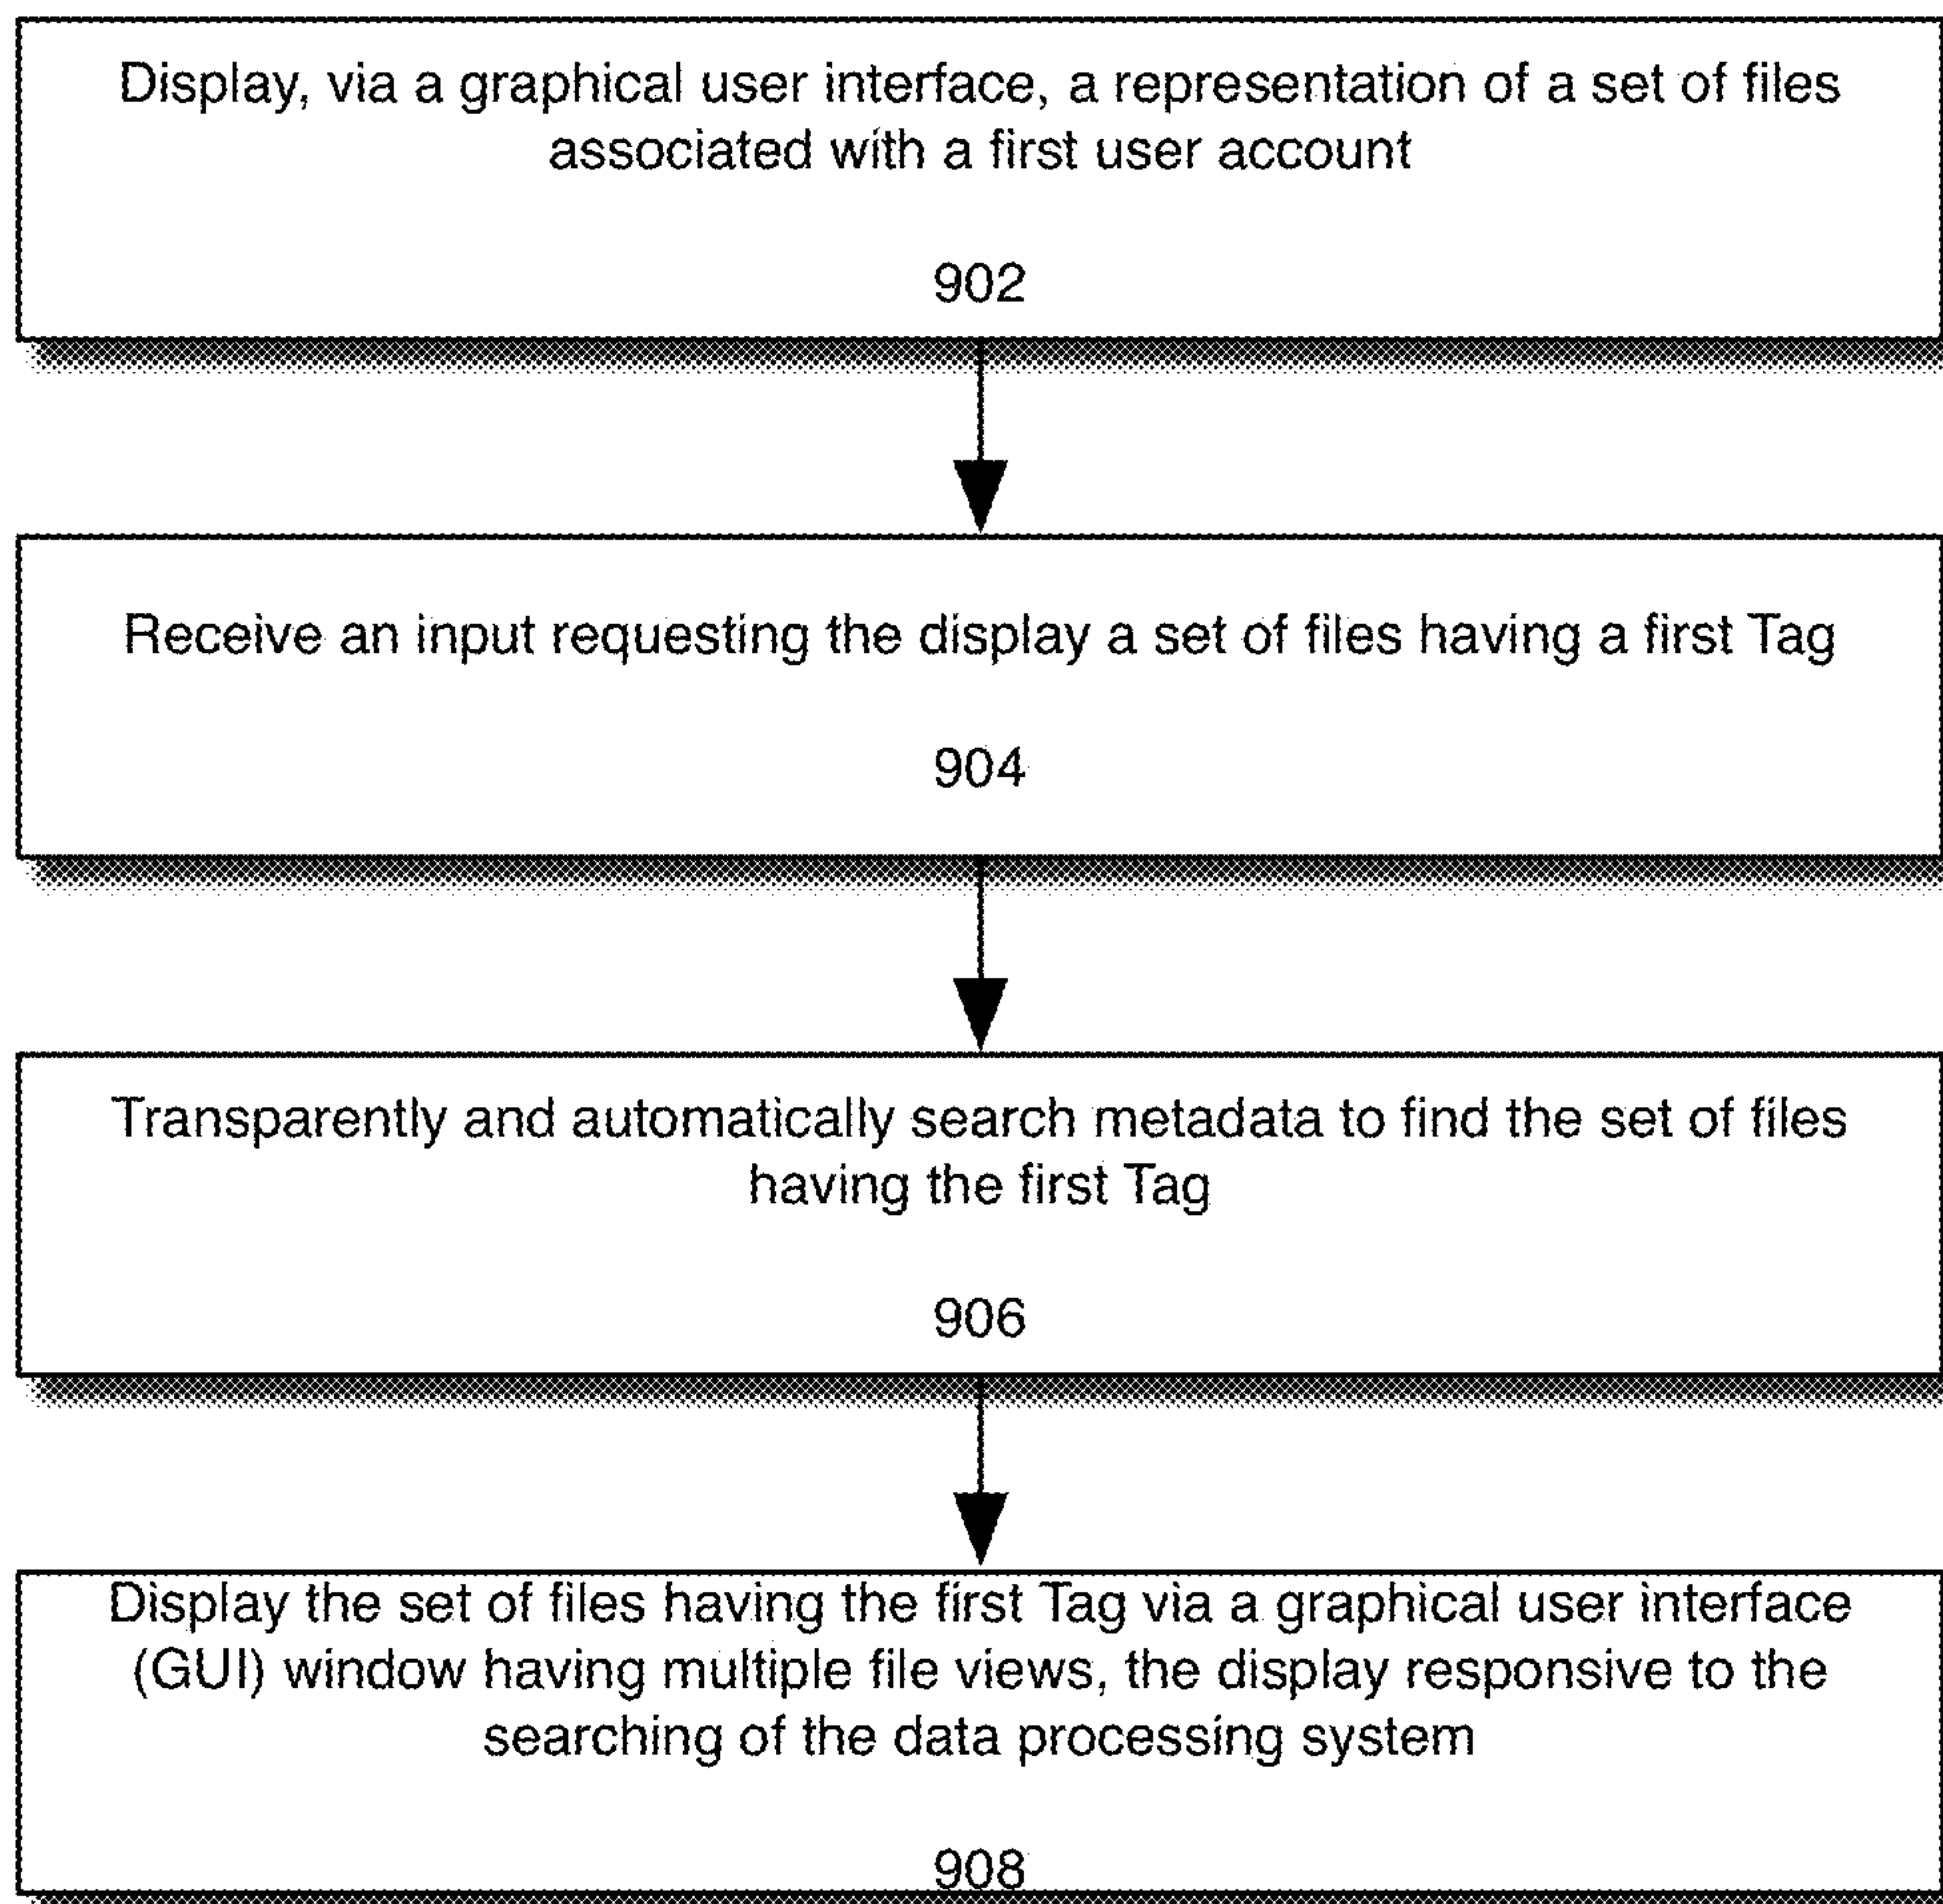 Display, via a graphical user interface, a representation of a set of files
associated with a first user account
902
Receive an input requesting the display a set of files having a first Tag
904
Transparently and automatically search metadata to find the set of files
having the first Tag
906
Display the set of files having the first Tag via a graphical user interface
(GUI) window having multiple file views, the display responsive to the
searching of the data processing system
908